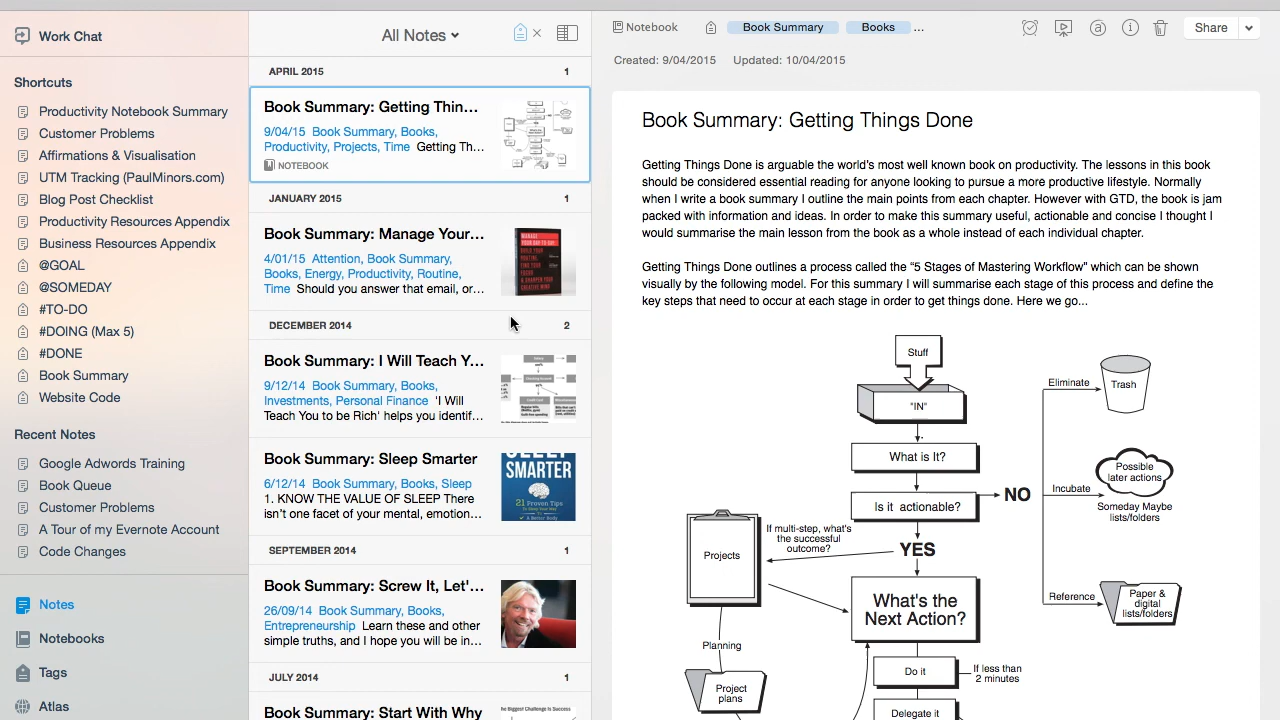 Work Chat
Shortcuts
Productivity Notebook Summary
Customer Problems
Affirmations & Visualisation
UTM Tracking (PaulMinors.com)
Blog Post Checklist
Productivity Resources Appendix
Business Resources Appendix
@GOAL
@SOMEDAY
#TO-DO
#DOING (Max 5)
#DONE
Book Summary
Website Code
Recent Notes
Google Adwords Training
Book Queue
Customer Problems
A Tour of my Evernote Account
Code Changes
Notes
Notebooks
Tags
Atlas
All Notes
APRIL 2015 1
Book Summary: Getting Thin...
9/04/15 Book Summary, Books,
Productivity, Projects, Time Getting Th...
NOTEBOOK
JANUARY 2015 1
Book Summary: Manage Your...
4/01/15 Attention, Book Summary,
Books, Energy, Productivity, Routine,
Time Should you answer that email, or...
DECEMBER 2014 2
Book Summary: I Will Teach Y...
9/12/14 Book Summary, Books,
Investments, Personal Finance 'I Will
Teach You to be Rich' helps you identif...
Book Summary: Sleep Smarter
6/12/14 Book Summary, Books, Sleep
1. KNOW THE VALUE OF SLEEP There
isn't one facet of your mental, emotion...
SLEEP
SMARTER
21 Proven Tips
SEPTEMBER 2014 1
Book Summary: Screw It, Let'...
26/09/14 Book Summary, Books,
Entrepreneurship Learn these and other
simple truths, and I hope you will be in...
JULY 2014 1
Book Summary: Start With Why
Notebook
Book Summary
Books
...
Share
Created: 9/04/2015 Updated: 10/04/2015
Book Summary: Getting Things Done
Getting Things Done is arguable the world's most well known book on productivity. The lessons in this book
should be considered essential reading for anyone looking to pursue a more productive lifestyle. Normally
when I write a book summary I outline the main points from each chapter. However with GTD, the book is jam
packed with information and ideas. In order to make this summary useful, actionable and concise I thought I
would summarise the main lesson from the book as a whole instead of each individual chapter.
Getting Things Done outlines a process called the “5 Stages of Mastering Workflow” which can be shown
visually by the following model. For this summary I will summarise each stage of this process and define the
key steps that need to occur at each stage in order to get things done. Here we go...
Stuff
"IN"
What is It?
Is it actionable?
NO
YES
Eliminate
Trash
Incubate
Possible
later actions
Someday Maybe
lists/folders
Reference
Paper &
digital
lists/folders
If multi-step, what's
the successful
outcome?
Projects
What's the
Next Action?
Planning
Project
plans
Do it
If less than
2 minutes
Delegate it